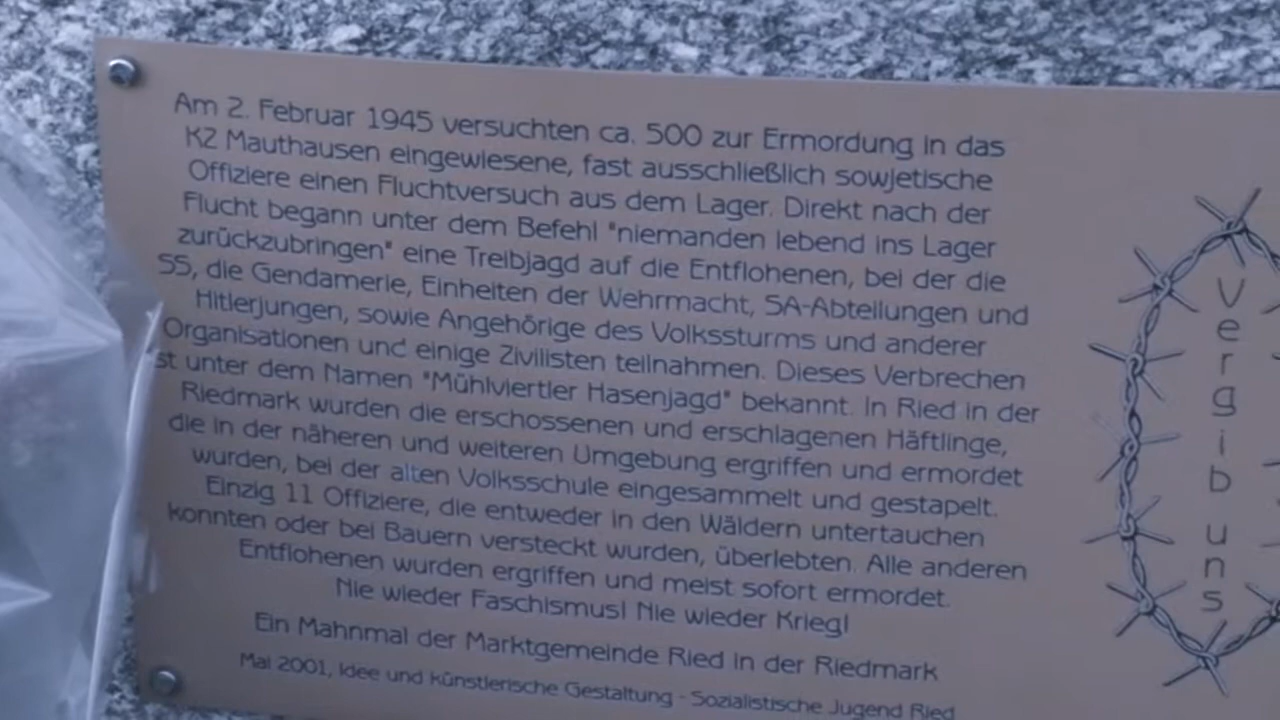 Am 2. Februar 1945 versuchten ca. 500 zur Ermordung in das
KZ Mauthausen eingewiesene, fast ausschließlich sowjetische
Offiziere einen Fluchtversuch aus dem Lager. Direkt nach der
Flucht begann unter dem Befehl "niemanden lebend ins Lager
zurückzubringen" eine Treibjagd auf die Entflohenen, bei der die
SS, die Gendamerie, Einheiten der Wehrmacht, SA-Abteilungen und
Hitlerjungen, sowie Angehörige des Volkssturms und anderer
Organisationen und einige Zivilisten teilnahmen. Dieses Verbrechen
st unter dem Namen "Mühlviertler Hasenjagd" bekannt. In Ried in der
Riedmark wurden die erschossenen und erschlagenen Häftlinge,
die in der näheren und weiteren Umgebung ergriffen und ermordet
wurden, bei der alten Volksschule eingesammelt und gestapelt.
Einzig 11 Offiziere, die entweder in den Wäldern untertauchen
konnten oder bei Bauern versteckt wurden, überlebten. Alle anderen
Entflohenen wurden ergriffen und meist sofort ermordet.
Nie wieder Faschismus! Nie wieder Krieg!
Ein Mahnmal der Marktgemeinde Ried in der Riedmark
Mai 2001, Idee und künstlerische Gestaltung - Sozialistische Jugend Ried
Vergib uns